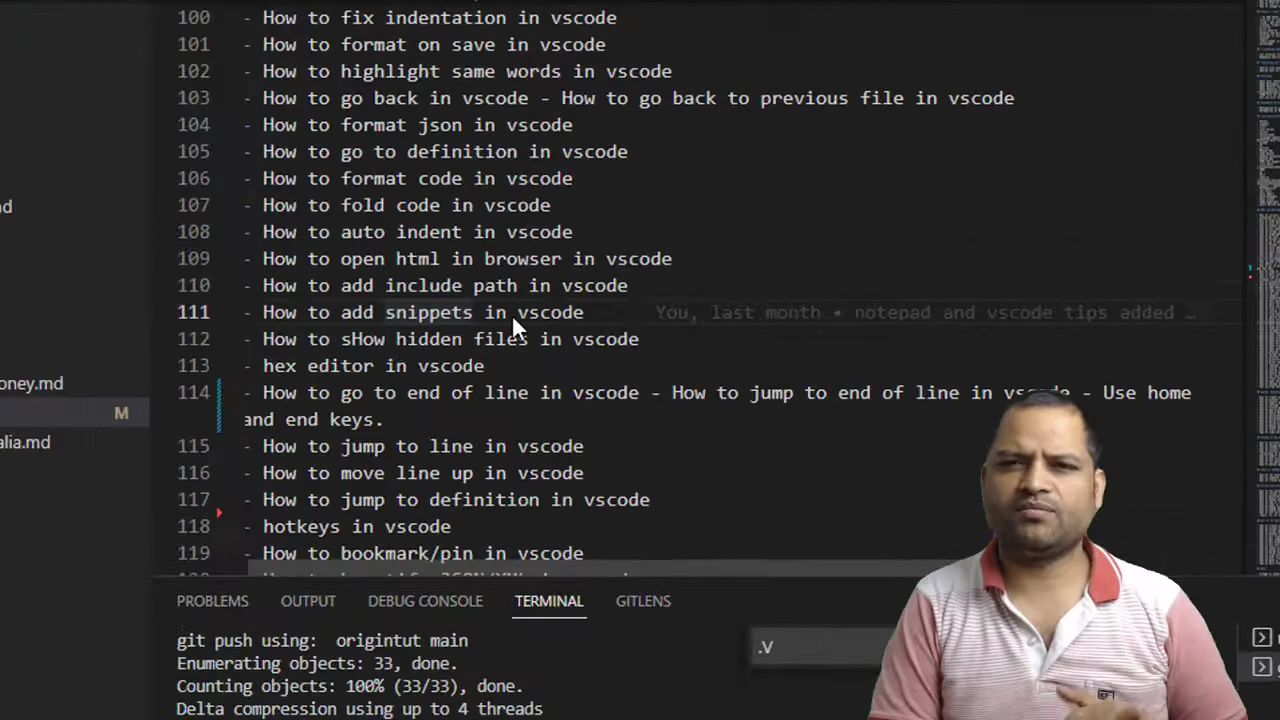 100 - How to fix indentation in vscode
101 - How to format on save in vscode
102 - How to highlight same words in vscode
103 - How to go back in vscode - How to go back to previous file in vscode
104 - How to format json in vscode
105 - How to go to definition in vscode
106 - How to format code in vscode
107 - How to fold code in vscode
108 - How to auto indent in vscode
109 - How to open html in browser in vscode
110 - How to add include path in vscode
111 - How to add snippets in vscode You, last month • notepad and vscode tips added …
112 - How to sHow hidden files in vscode
113 - hex editor in vscode
oney.md
114 - How to go to end of line in vscode - How to jump to end of line in vscode - Use home
M
and end keys.
alia.md
115 - How to jump to line in vscode
116 - How to move line up in vscode
117 - How to jump to definition in vscode
118 - hotkeys in vscode
119 - How to bookmark/pin in vscode
PROBLEMS OUTPUT DEBUG CONSOLE TERMINAL GITLENS
git push using: origintut main
.V
Enumerating objects: 33, done.
Counting objects: 100% (33/33), done.
Delta compression using up to 4 threads